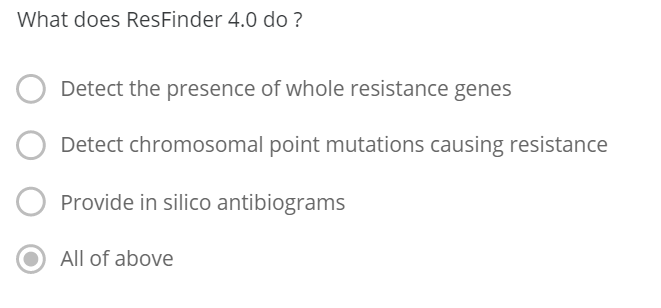 What does ResFinder 4.0 do ?
Detect the presence of whole resistance genes
Detect chromosomal point mutations causing resistance
Provide in silico antibiograms
All of above